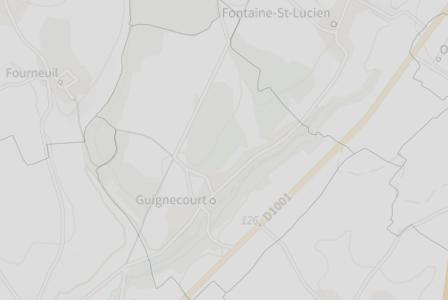 Fontaine-St-Lucien
Fourneuil
Guignecourt
126
D1001